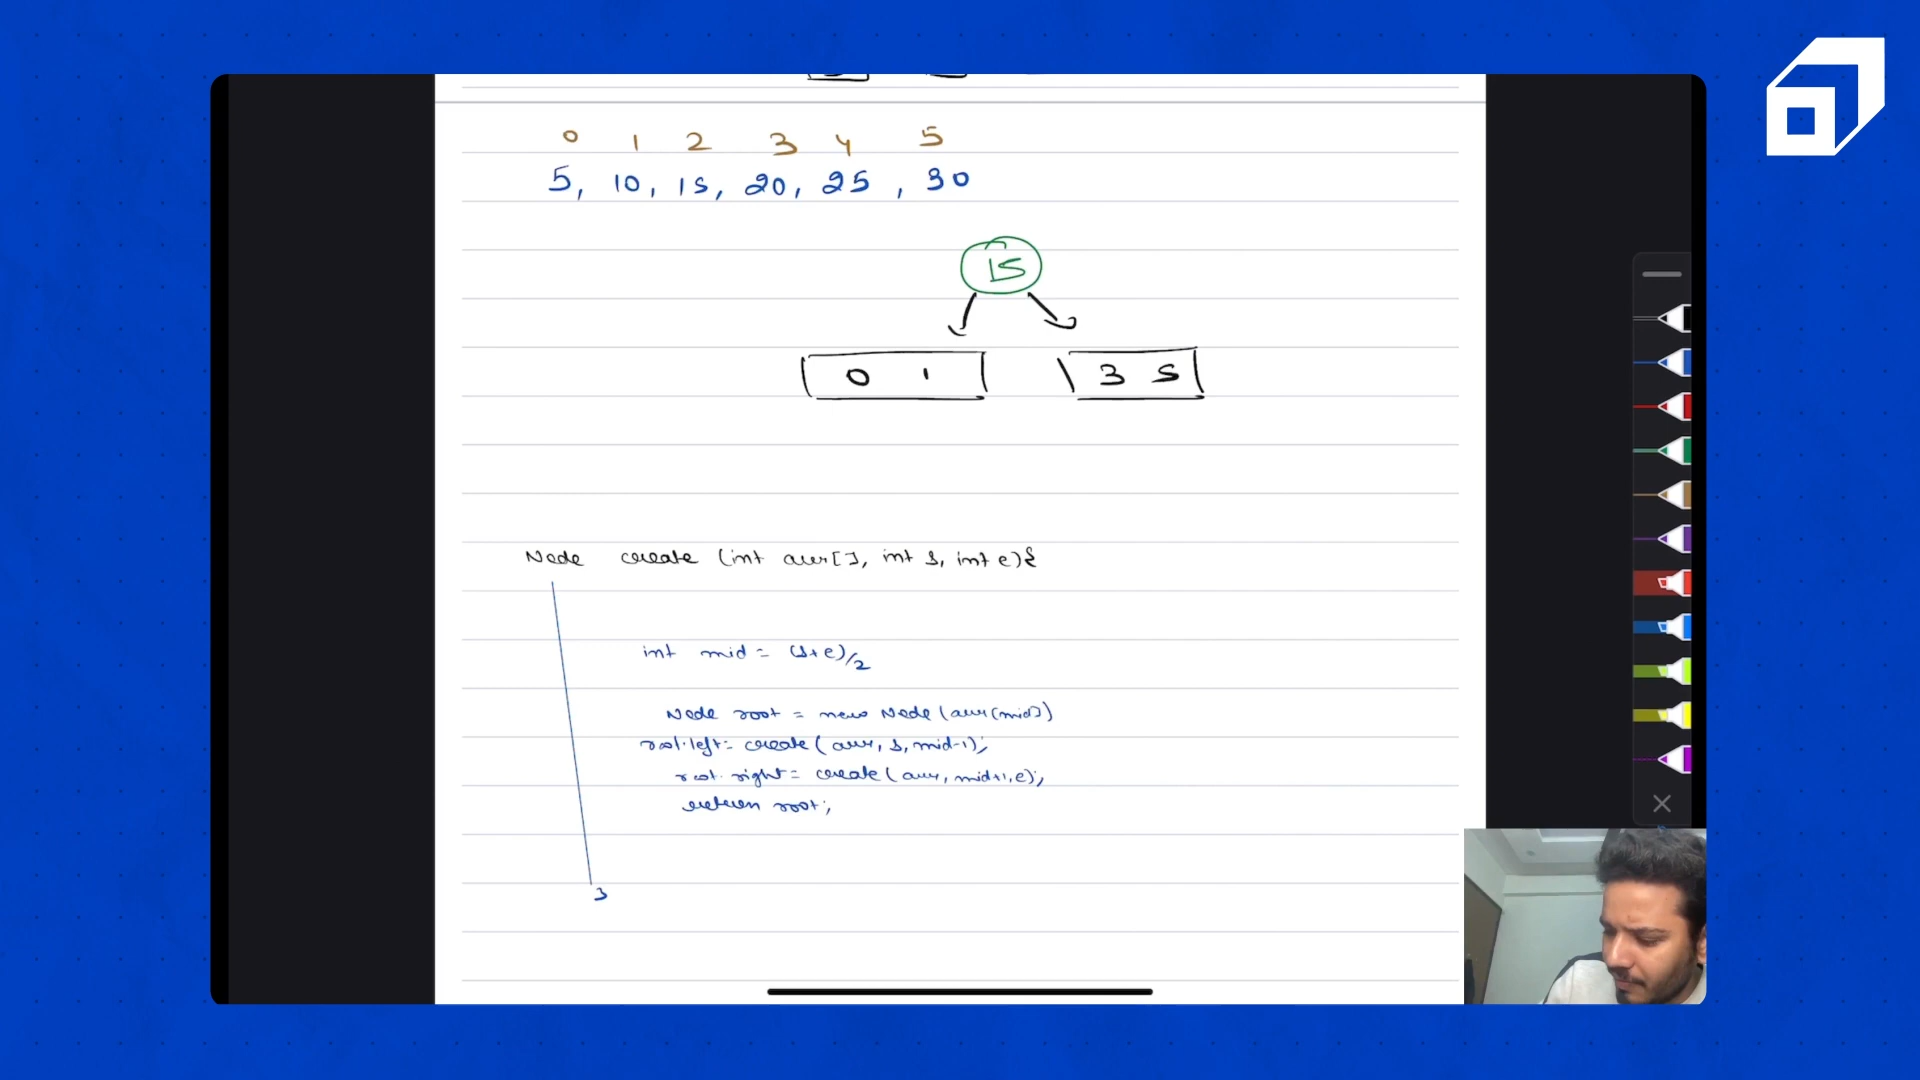 0 1 2 3 4 5
5, 10, 15, 20, 25, 30
15
0 1
3 5
Node create (int arr[], int s, int e){
int mid = (s+e)/2
Node root = new Node (arr[mid])
root.left = create( arr, s, mid-1);
root.right = create( arr, mid+1, e);
return root;
}